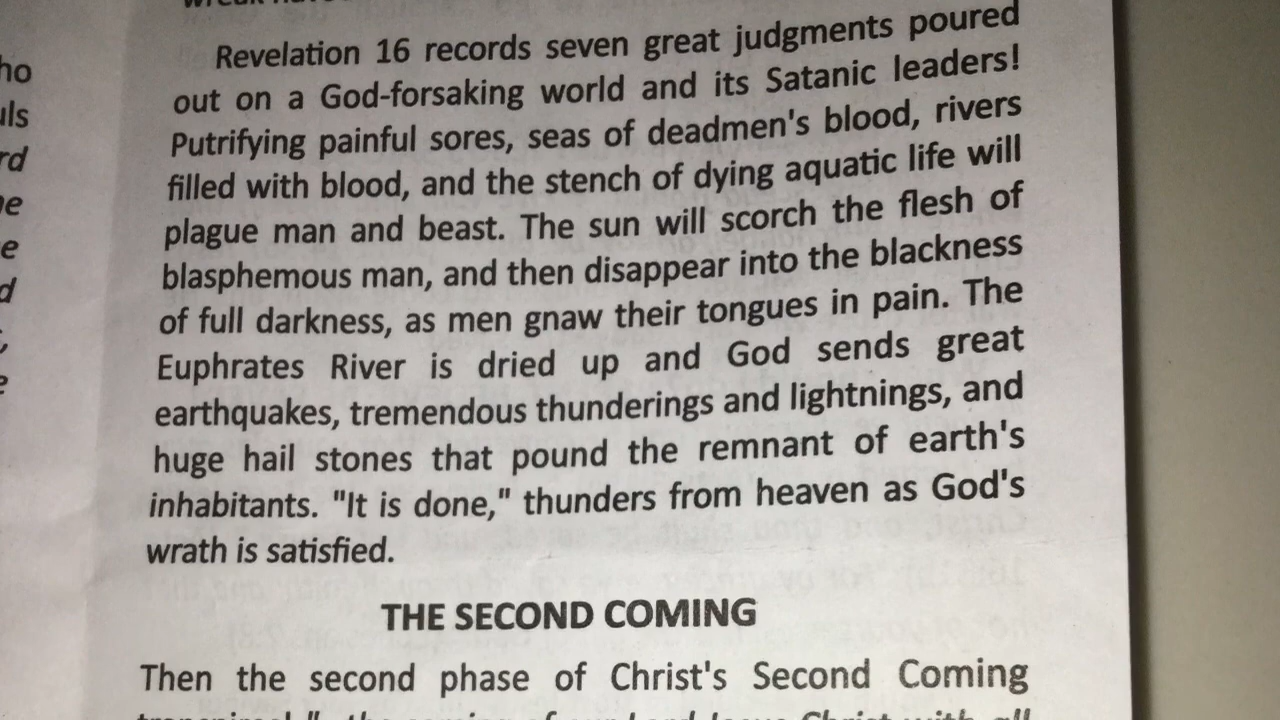 ho
Revelation 16 records seven great judgments poured
out on a God-forsaking world and its Satanic leaders!
Putrifying painful sores, seas of deadmen's blood, rivers
filled with blood, and the stench of dying aquatic life will
plague man and beast. The sun will scorch the flesh of
blasphemous man, and then disappear into the blackness
of full darkness, as men gnaw their tongues in pain. The
Euphrates River is dried up and God sends great
earthquakes, tremendous thunderings and lightnings, and
huge hail stones that pound the remnant of earth's
inhabitants. "It is done," thunders from heaven as God's
wrath is satisfied.
THE SECOND COMING
Then the second phase of Christ's Second Coming